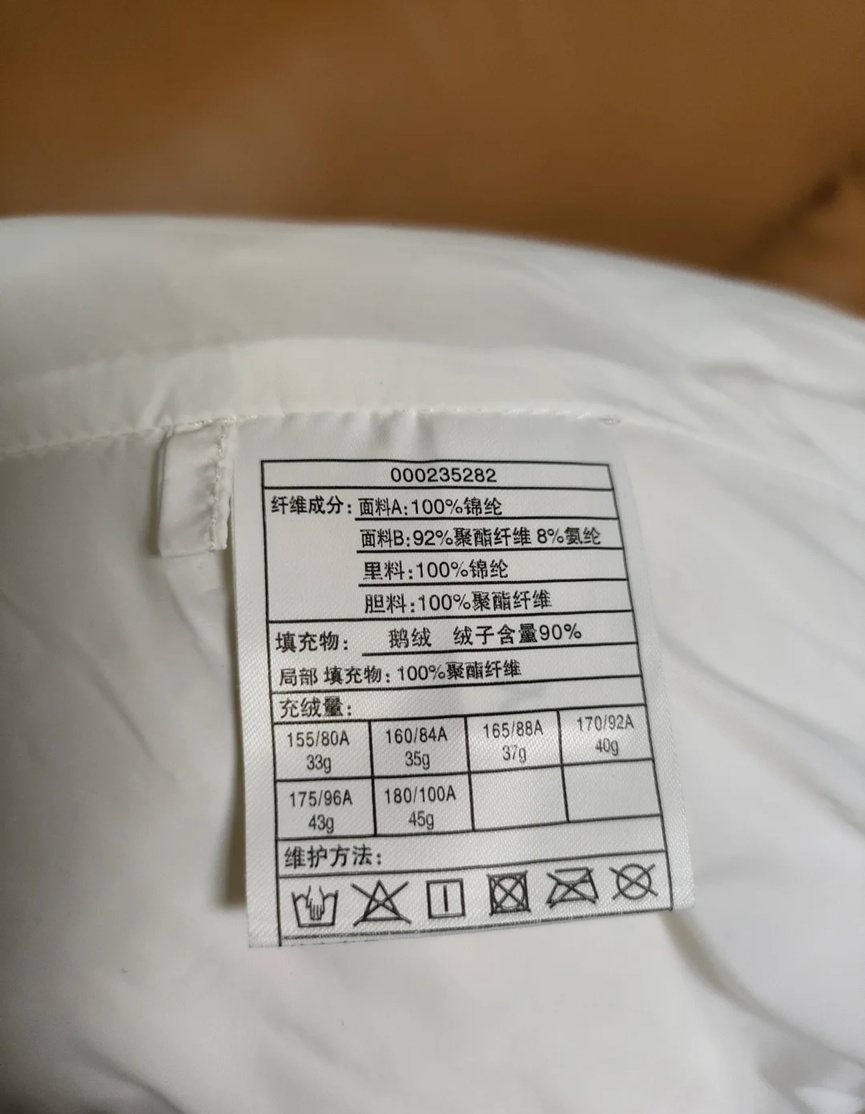 000235282
纤维成分: 面料A:100%锦纶
面料B:92%聚酯纤维 8%氨纶
里料:100%锦纶
胆料:100%聚酯纤维
填充物: 鹅绒 绒子含量90%
局部 填充物: 100%聚酯纤维
充绒量:
155/80A 160/84A 165/88A 170/92A
33g 35g 37g 40g
175/96A 180/100A
43g 45g
维护方法: